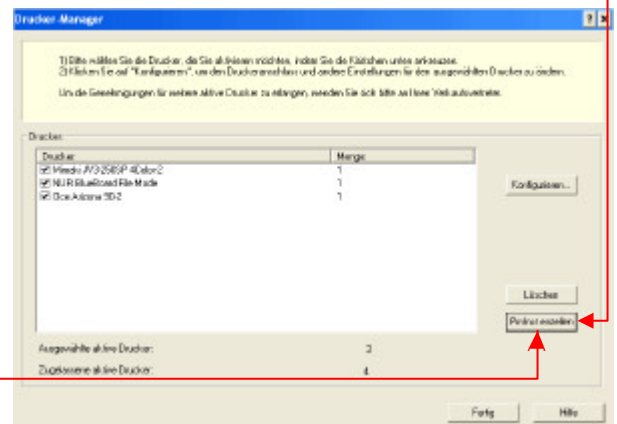 Drucker-Manager
1) Bitte wählen Sie die Drucker, die Sie aktivieren möchten, indem Sie die Kästchen unten ankreuzen.
2) Klicken Sie auf "Konfigurieren", um den Druckeranschluss und andere Einstellungen für den ausgewählten Drucker zu ändern.
Um die Genehmigungen für weitere aktive Drucker zu erlangen, wenden Sie sich bitte an Ihren Verkaufsvertreter.
Drucker:
Drucker Menge
Mimaki JV3-250SP 4Color2 1
NUR BlueBoard File Mode 1
Oce Arizona 90-2 1
Konfigurieren...
Löschen
Ausgewählte aktive Drucker: 3
Zugelassene aktive Drucker: 4
Fertig Hilfe